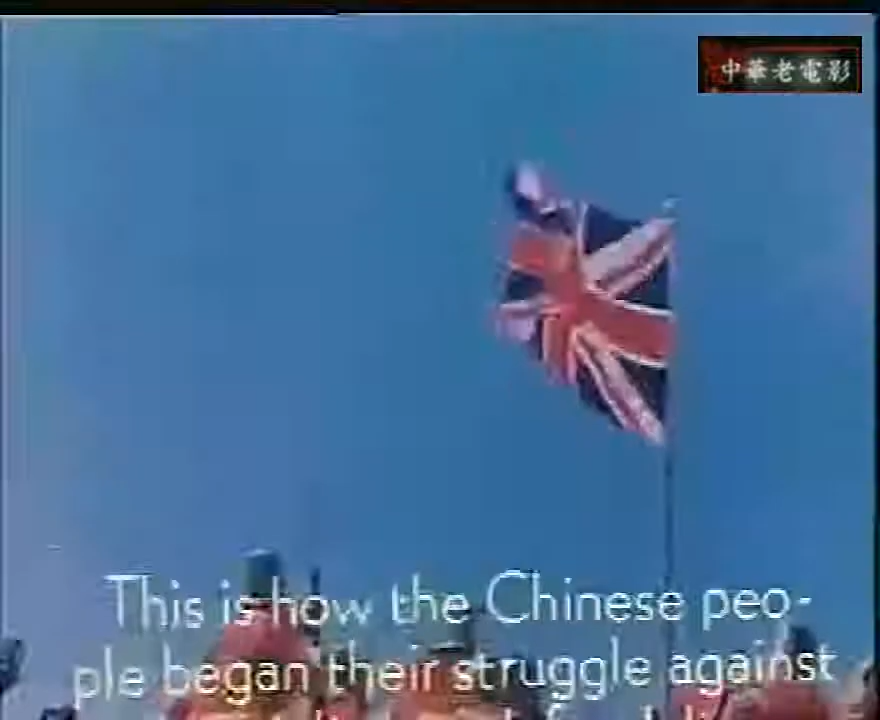 中華老電影
This is how the Chinese peo-
ple began their struggle against